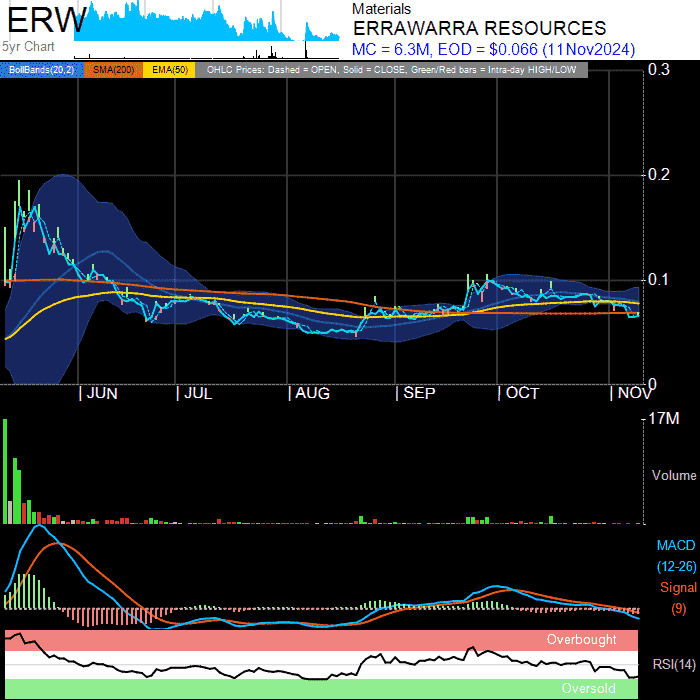 ERW
5yr Chart
Materials
ERRAWARRA RESOURCES
MC = 6.3M, EOD = $0.066 (11Nov2024)
BollBands(20,2) SMA(200) EMA(50) OHLC Prices: Dashed = OPEN, Solid = CLOSE, Green/Red bars = Intra-day HIGH/LOW
0.3
0.2
0.1
0
JUN JUL AUG SEP OCT NOV
17M
Volume
MACD
(12-26)
Signal
(9)
Overbought
RSI(14)
Oversold